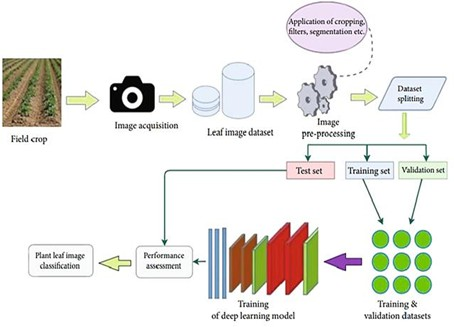 Application of cropping,
filters, segmentation etc.
Field crop
Image acquisition
Leaf image dataset
Image
pre-processing
Dataset
splitting
Test set
Training set
Validation set
Plant leaf image
classification
Performance
assessment
Training
of deep learning model
Training &
validation datasets